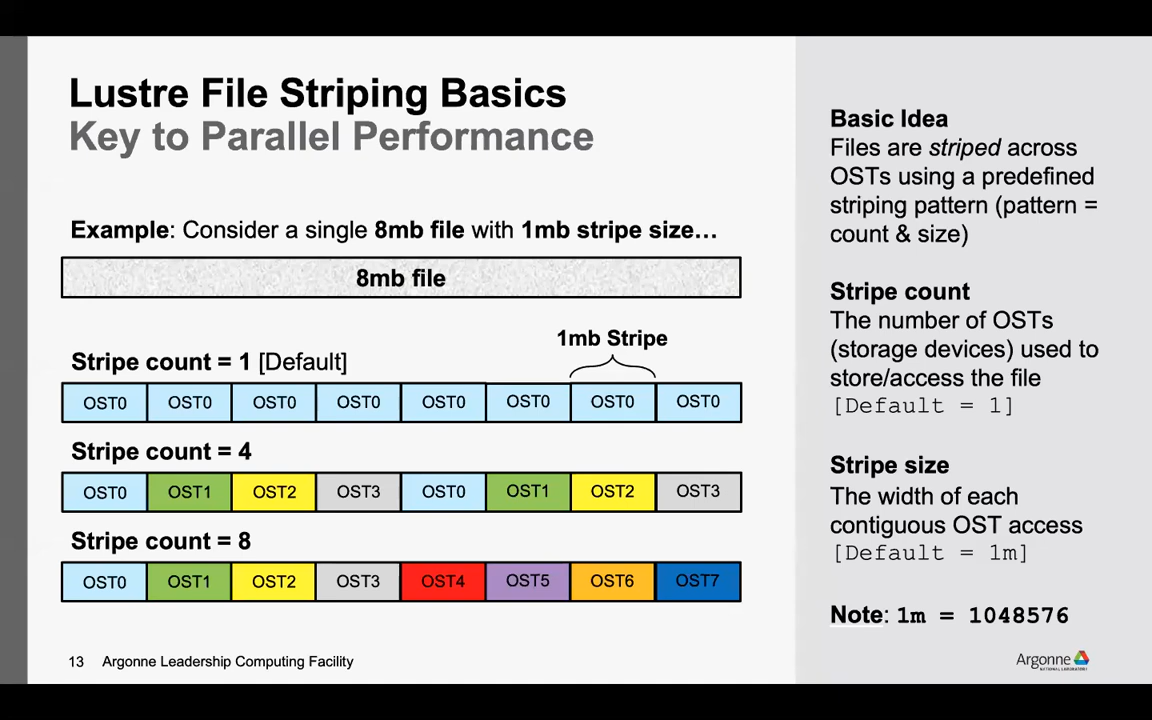 Lustre File Striping Basics
Key to Parallel Performance
Example: Consider a single 8mb file with 1mb stripe size…
8mb file
1mb Stripe
Stripe count = 1 [Default]
OST0 OST0 OST0 OST0 OST0 OST0 OST0 OST0
Stripe count = 4
OST0 OST1 OST2 OST3 OST0 OST1 OST2 OST3
Stripe count = 8
OST0 OST1 OST2 OST3 OST4 OST5 OST6 OST7
13 Argonne Leadership Computing Facility
Basic Idea
Files are striped across
OSTs using a predefined
striping pattern (pattern =
count & size)
Stripe count
The number of OSTs
(storage devices) used to
store/access the file
[Default = 1]
Stripe size
The width of each
contiguous OST access
[Default = 1m]
Note: 1m = 1048576
Argonne
NATIONAL LABORATORY